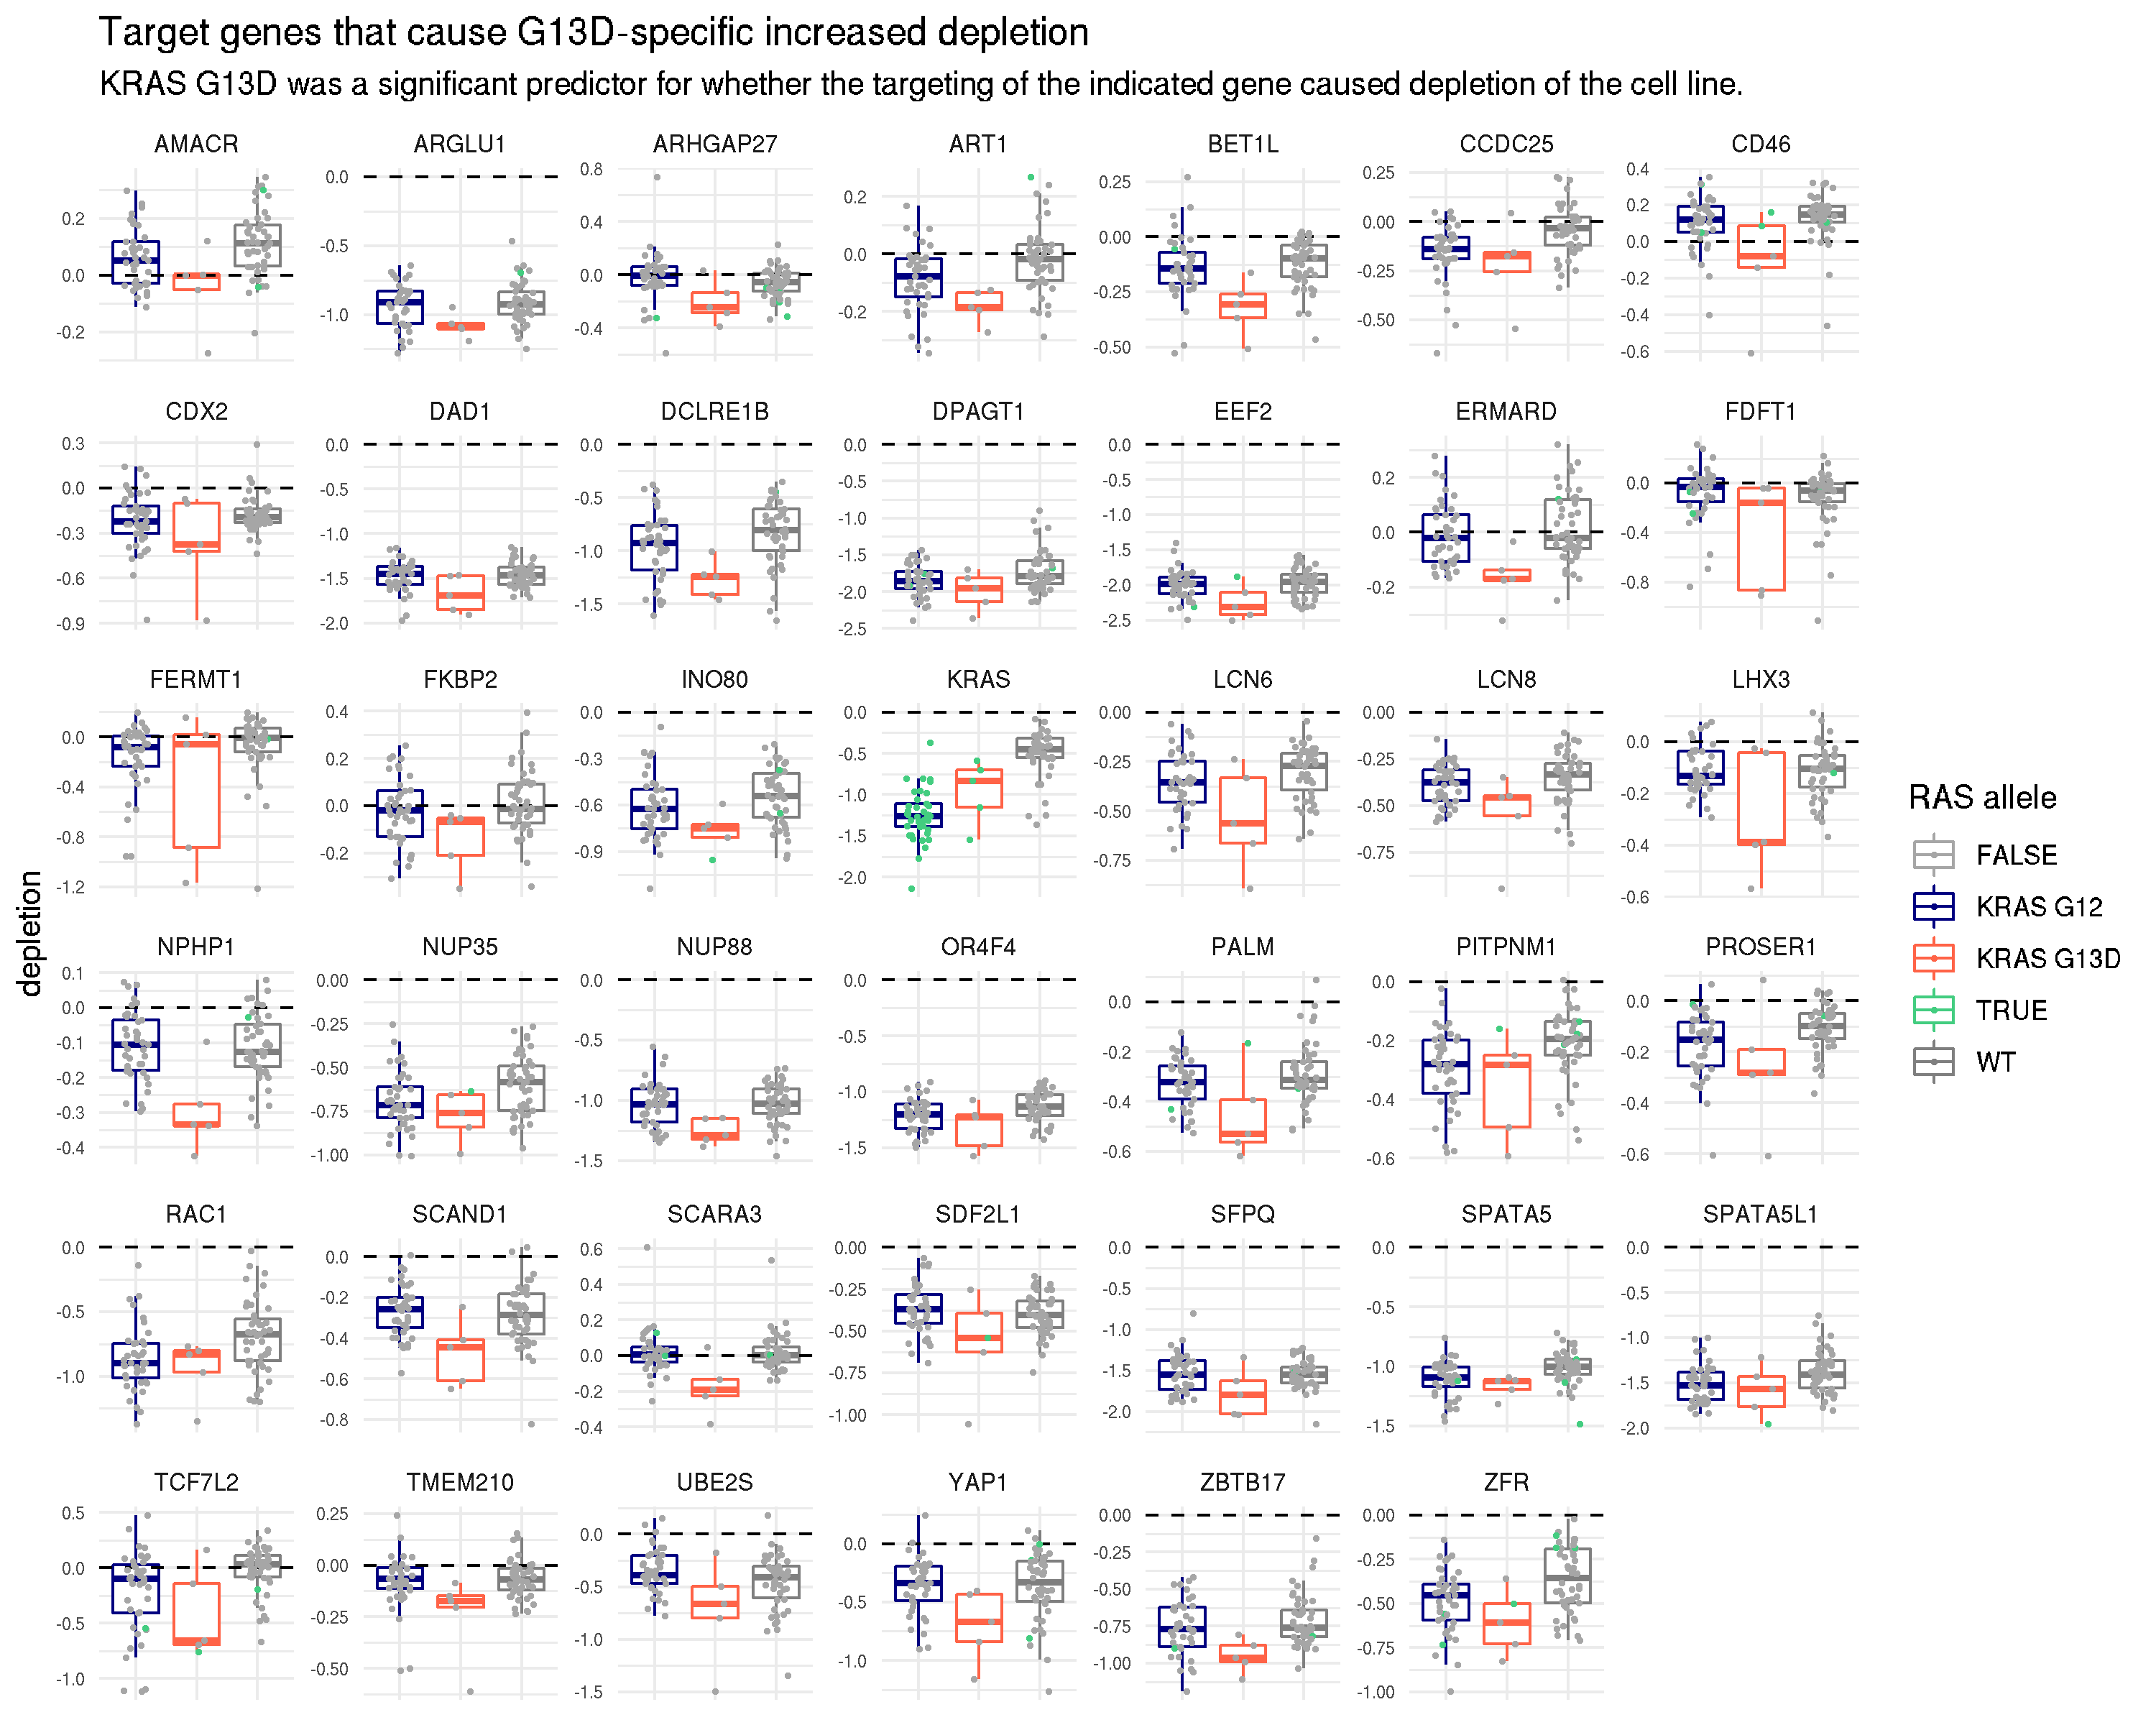 Target genes that cause G13D-specific increased depletion
KRAS G13D was a significant predictor for whether the targeting of the indicated gene caused depletion of the cell line.
AMACR ARGLU1 ARHGAP27 ART1 BET1L CCDC25 CD46
0.2 0.0 -0.2
0.0 -0.5 -1.0
0.8 0.4 0.0 -0.4
0.2 0.0 -0.2
0.25 0.00 -0.25 -0.50
0.25 0.00 -0.25 -0.50
0.4 0.2 0.0 -0.2 -0.4 -0.6
CDX2 DAD1 DCLRE1B DPAGT1 EEF2 ERMARD FDFT1
0.3 0.0 -0.3 -0.6 -0.9
0.0 -0.5 -1.0 -1.5 -2.0
0.0 -0.5 -1.0 -1.5
0.0 -0.5 -1.0 -1.5 -2.0 -2.5
0.0 -0.5 -1.0 -1.5 -2.0 -2.5
0.2 0.0 -0.2
0.0 -0.4 -0.8
FERMT1 FKBP2 INO80 KRAS LCN6 LCN8 LHX3
0.0 -0.4 -0.8 -1.2
0.4 0.2 0.0 -0.2
0.0 -0.3 -0.6 -0.9
0.0 -0.5 -1.0 -1.5 -2.0
0.00 -0.25 -0.50 -0.75
0.00 -0.25 -0.50 -0.75
0.0 -0.2 -0.4 -0.6
NPHP1 NUP35 NUP88 OR4F4 PALM PITPNM1 PROSER1
0.1 0.0 -0.1 -0.2 -0.3 -0.4
0.00 -0.25 -0.50 -0.75 -1.00
0.0 -0.5 -1.0 -1.5
0.0 -0.5 -1.0 -1.5
0.0 -0.2 -0.4 -0.6
0.0 -0.2 -0.4 -0.6
0.0 -0.2 -0.4 -0.6
RAC1 SCAND1 SCARA3 SDF2L1 SFPQ SPATA5 SPATA5L1
0.0 -0.5 -1.0
0.0 -0.2 -0.4 -0.6 -0.8
0.6 0.4 0.2 0.0 -0.2 -0.4
0.00 -0.25 -0.50 -0.75 -1.00
0.0 -0.5 -1.0 -1.5 -2.0
0.0 -0.5 -1.0 -1.5
0.0 -0.5 -1.0 -1.5 -2.0
TCF7L2 TMEM210 UBE2S YAP1 ZBTB17 ZFR
0.5 0.0 -0.5 -1.0
0.25 0.00 -0.25 -0.50
0.0 -0.5 -1.0 -1.5
0.0 -0.5 -1.0
0.00 -0.25 -0.50 -0.75 -1.00
0.00 -0.25 -0.50 -0.75 -1.00
depletion
RAS allele
FALSE
KRAS G12
KRAS G13D
TRUE
WT